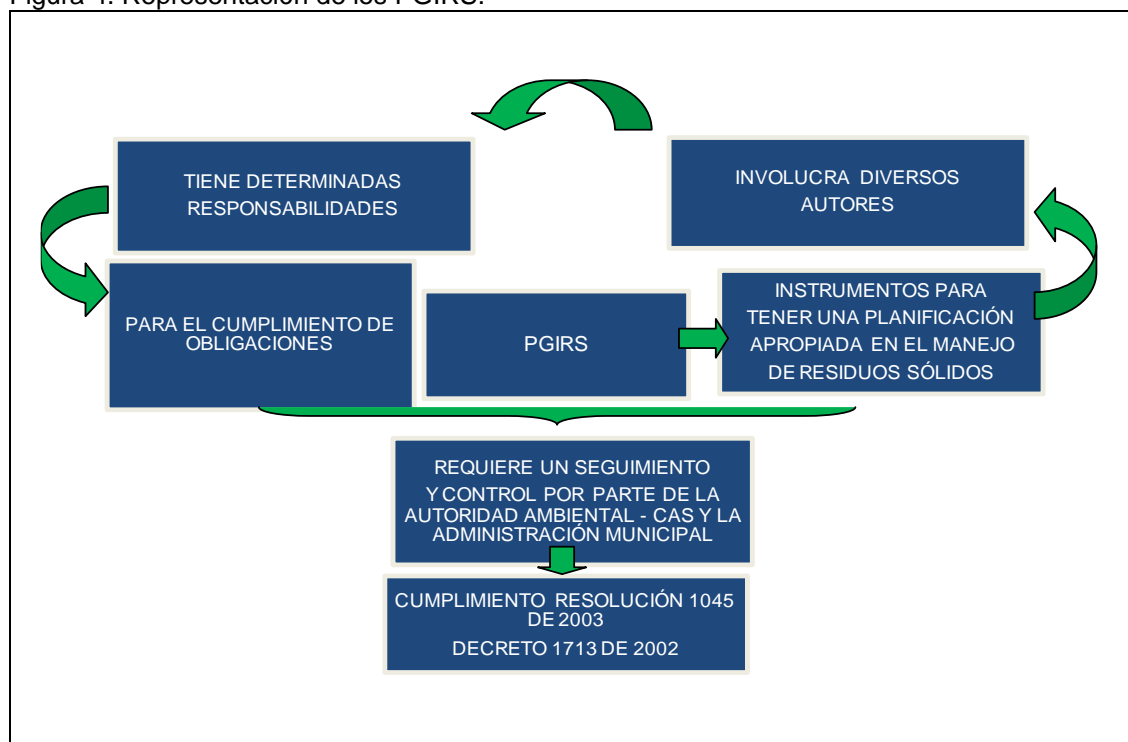 Figura 4. Representación de los PGIRS.
TIENE DETERMINADAS
RESPONSABILIDADES
INVOLUCRA DIVERSOS
AUTORES
PARA EL CUMPLIMIENTO DE
OBLIGACIONES
PGIRS
INSTRUMENTOS PARA
TENER UNA PLANIFICACIÓN
APROPIADA EN EL MANEJO
DE RESIDUOS SÓLIDOS
REQUIERE UN SEGUIMIENTO
Y CONTROL POR PARTE DE LA
AUTORIDAD AMBIENTAL - CAS Y LA
ADMINISTRACIÓN MUNICIPAL
CUMPLIMIENTO RESOLUCIÓN 1045
DE 2003
DECRETO 1713 DE 2002